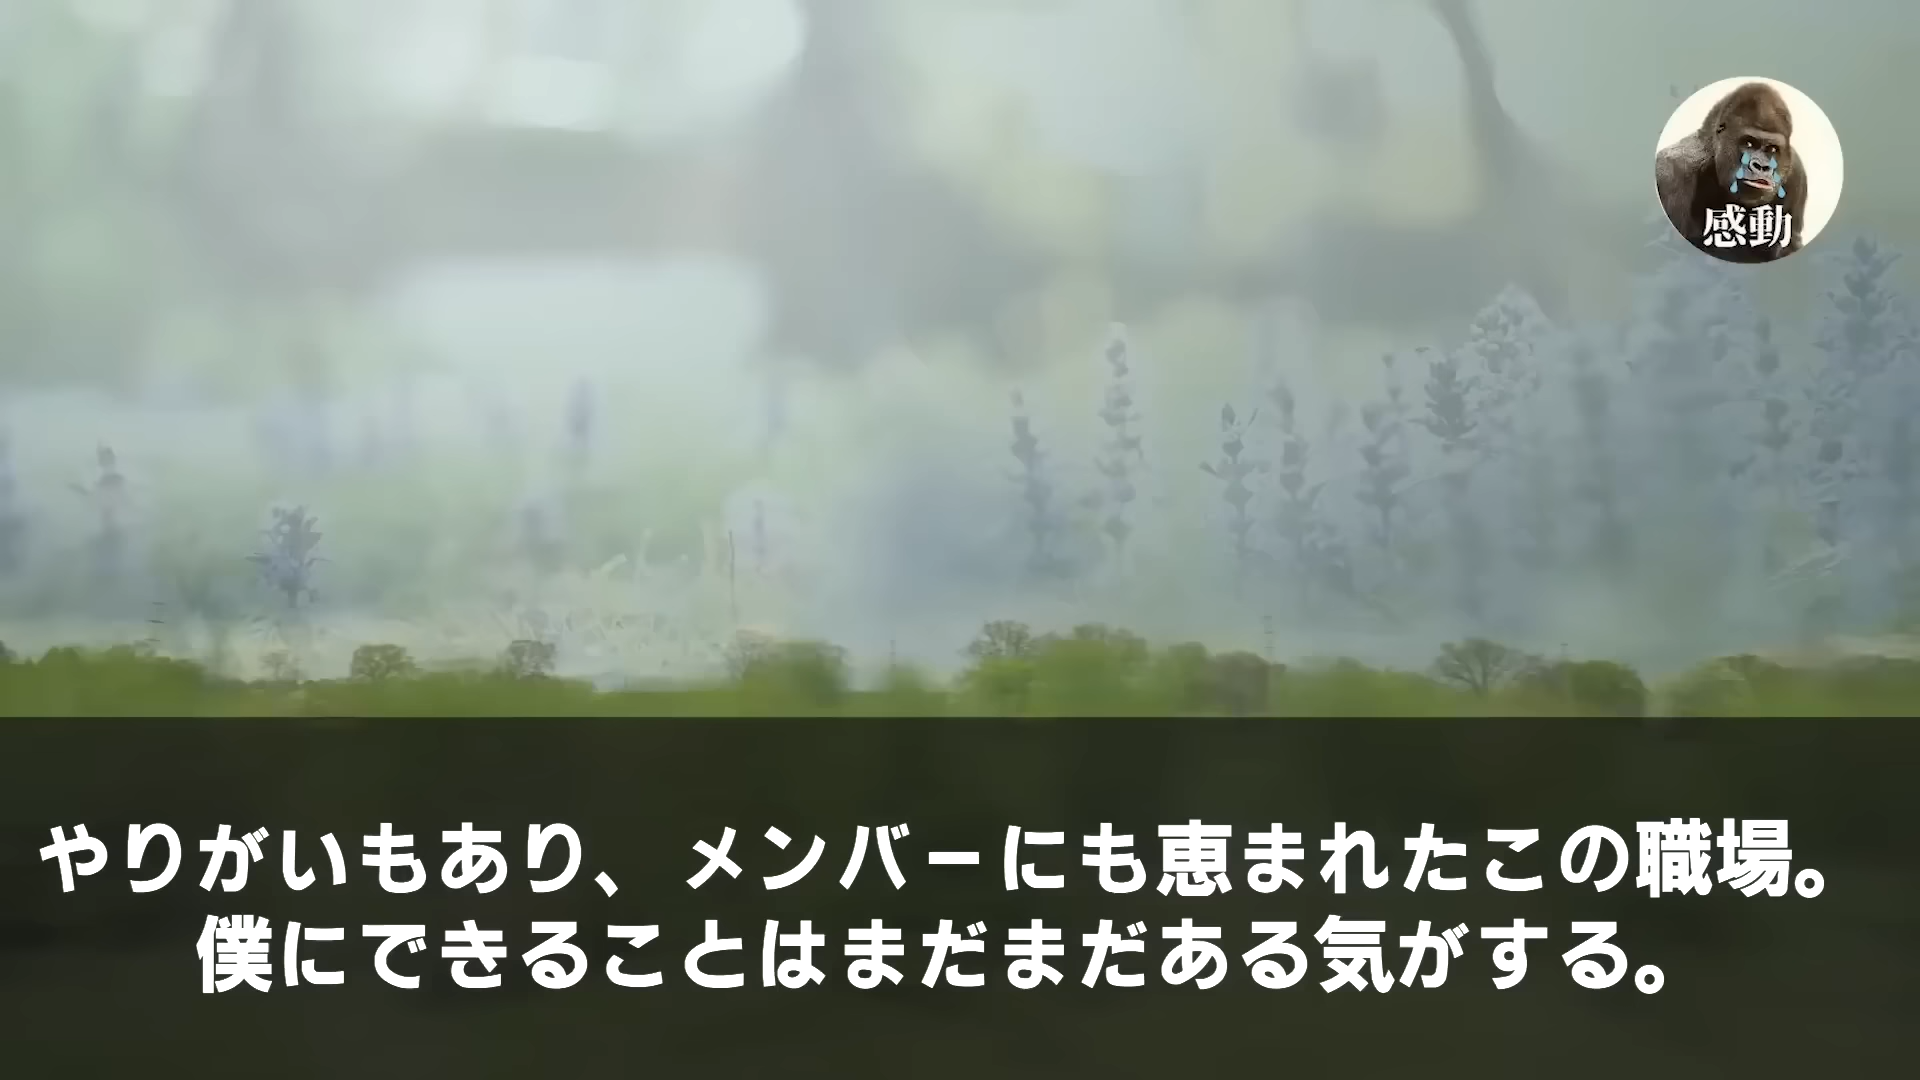 感動
やりがいもあり、メンバーにも恵まれたこの職場。
僕にできることはまだまだある気がする。